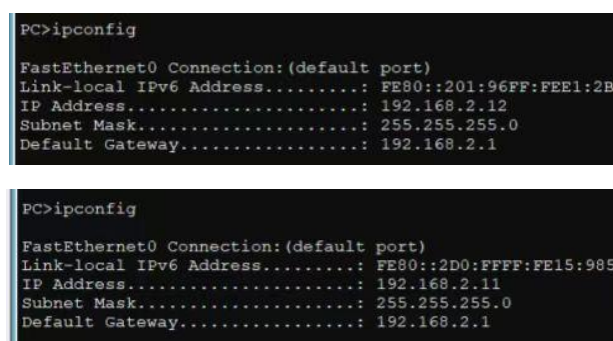 PC>ipconfig
FastEthernet0 Connection:(default port)
Link-local IPv6 Address.........: FE80::201:96FF:FEE1:2B
IP Address......................: 192.168.2.12
Subnet Mask.....................: 255.255.255.0
Default Gateway.................: 192.168.2.1
PC>ipconfig
FastEthernet0 Connection:(default port)
Link-local IPv6 Address.........: FE80::2D0:FFFF:FE15:985
IP Address......................: 192.168.2.11
Subnet Mask.....................: 255.255.255.0
Default Gateway.................: 192.168.2.1